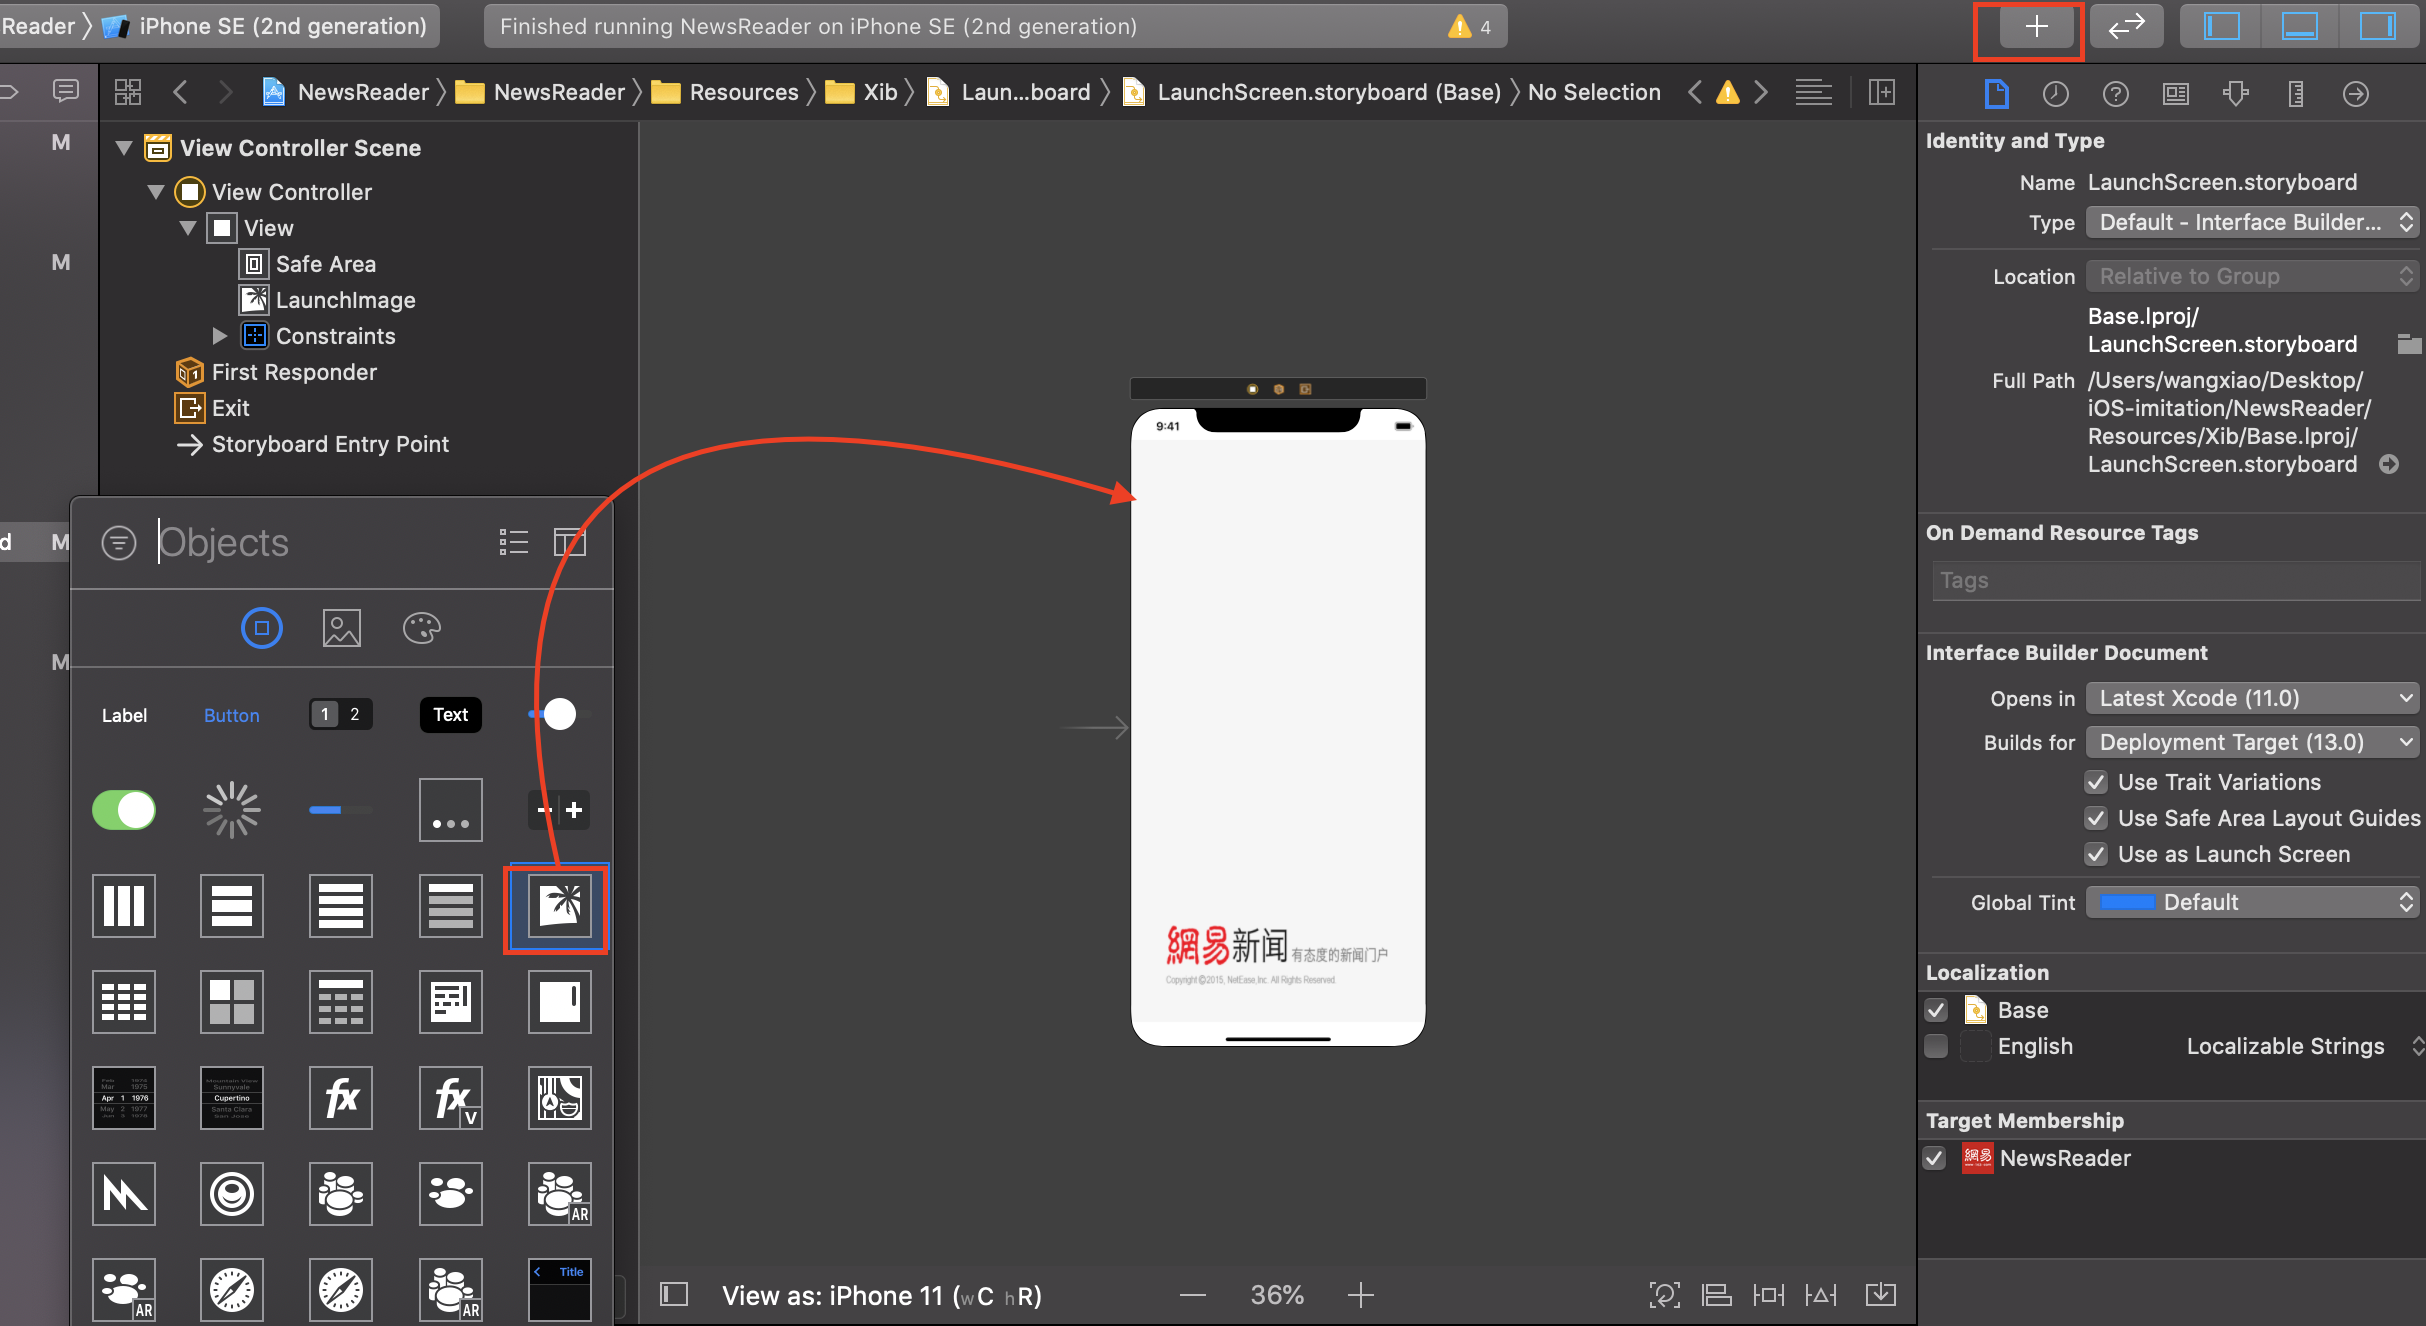 Reader 〉 iPhone SE (2nd generation)
Finished running NewsReader on iPhone SE (2nd generation)
4
NewsReader 〉 NewsReader 〉 Resources 〉 Xib 〉 Laun...board 〉 LaunchScreen.storyboard (Base) 〉 No Selection
M
M
d M
M
View Controller Scene
View Controller
View
Safe Area
LaunchImage
Constraints
First Responder
Exit
Storyboard Entry Point
Objects
Label Button 1 2 Text
Apr 1 1976
Cupertino
fx fx V
AR
AR AR Title
9:41
網易新闻 有态度的新闻门户
Copyright©2015, NetEase,Inc. All Rights Reserved.
View as: iPhone 11 (wC hR)
36%
Identity and Type
Name LaunchScreen.storyboard
Type Default - Interface Builder...
Location Relative to Group
Base.lproj/
LaunchScreen.storyboard
Full Path /Users/wangxiao/Desktop/
iOS-imitation/NewsReader/
Resources/Xib/Base.lproj/
LaunchScreen.storyboard
On Demand Resource Tags
Tags
Interface Builder Document
Opens in Latest Xcode (11.0)
Builds for Deployment Target (13.0)
Use Trait Variations
Use Safe Area Layout Guides
Use as Launch Screen
Global Tint Default
Localization
Base
English Localizable Strings
Target Membership
網易 NewsReader